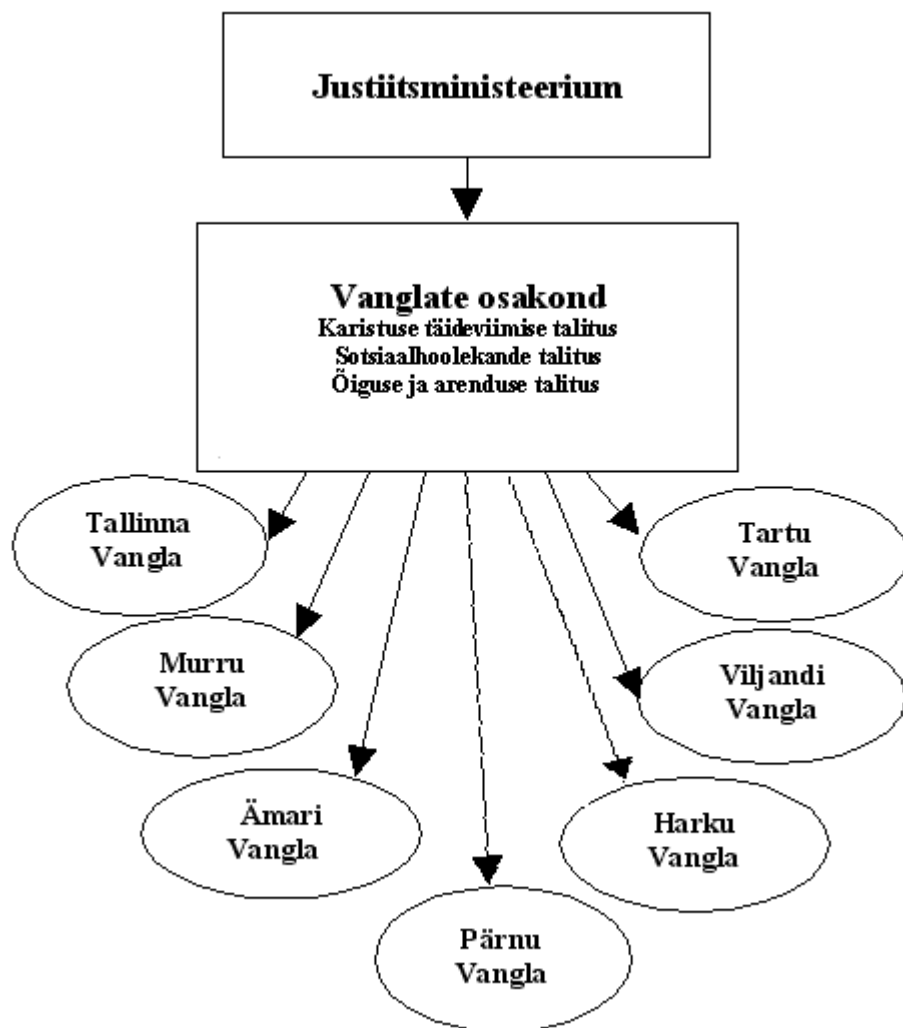 Justiitsministeerium
Vanglate osakond
Karistuse täideviimise talitus
Sotsiaalhoolekande talitus
Õiguse ja arenduse talitus
Tallinna
Vangla
Tartu
Vangla
Murru
Vangla
Viljandi
Vangla
Ämari
Vangla
Harku
Vangla
Pärnu
Vangla